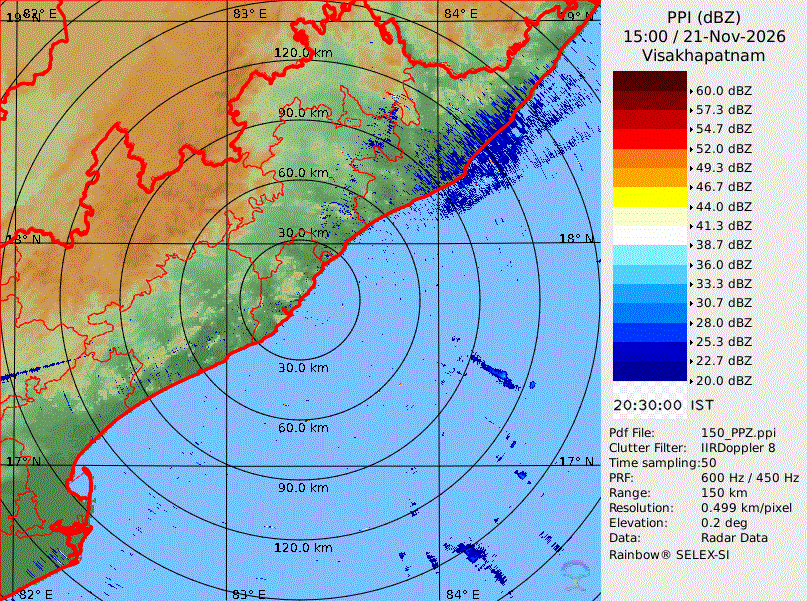 82° E
83° E
84° E
19° N
19° N
120.0 km
90.0 km
60.0 km
30.0 km
18° N
18° N
30.0 km
60.0 km
17° N
17° N
90.0 km
120.0 km
82° E
83° E
84° E
PPI (dBZ)
15:00 / 21-Nov-2026
Visakhapatnam
60.0 dBZ
57.3 dBZ
54.7 dBZ
52.0 dBZ
49.3 dBZ
46.7 dBZ
44.0 dBZ
41.3 dBZ
38.7 dBZ
36.0 dBZ
33.3 dBZ
30.7 dBZ
28.0 dBZ
25.3 dBZ
22.7 dBZ
20.0 dBZ
20:30:00 IST
Pdf File: 150_PPZ.ppi
Clutter Filter: IIRDoppler 8
Time sampling:50
PRF: 600 Hz / 450 Hz
Range: 150 km
Resolution: 0.499 km/pixel
Elevation: 0.2 deg
Data: Radar Data
Rainbow® SELEX-SI